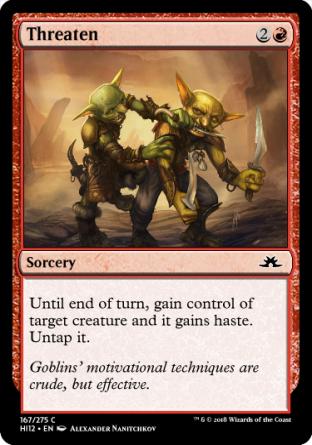 Threaten 2
Sorcery
Until end of turn, gain control of
target creature and it gains haste.
Untap it.
Goblins' motivational techniques are
crude, but effective.
167/275 C
HI12 • EN Alexander Nanitchkov
™ & © 2018 Wizards of the Coast